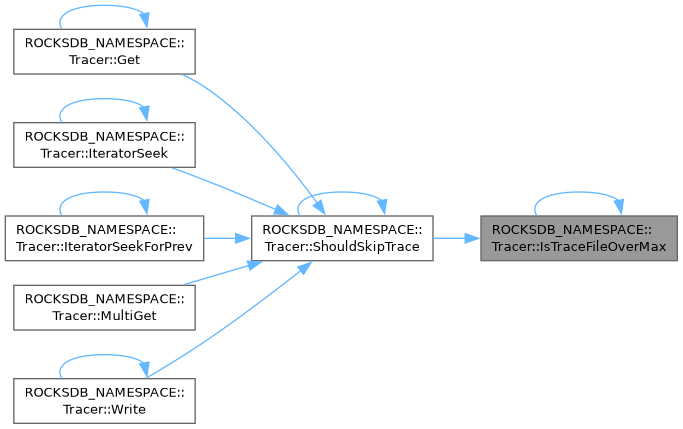 ROCKSDB_NAMESPACE::
Tracer::Get
ROCKSDB_NAMESPACE::
Tracer::IteratorSeek
ROCKSDB_NAMESPACE::
Tracer::IteratorSeekForPrev
ROCKSDB_NAMESPACE::
Tracer::ShouldSkipTrace
ROCKSDB_NAMESPACE::
Tracer::IsTraceFileOverMax
ROCKSDB_NAMESPACE::
Tracer::MultiGet
ROCKSDB_NAMESPACE::
Tracer::Write